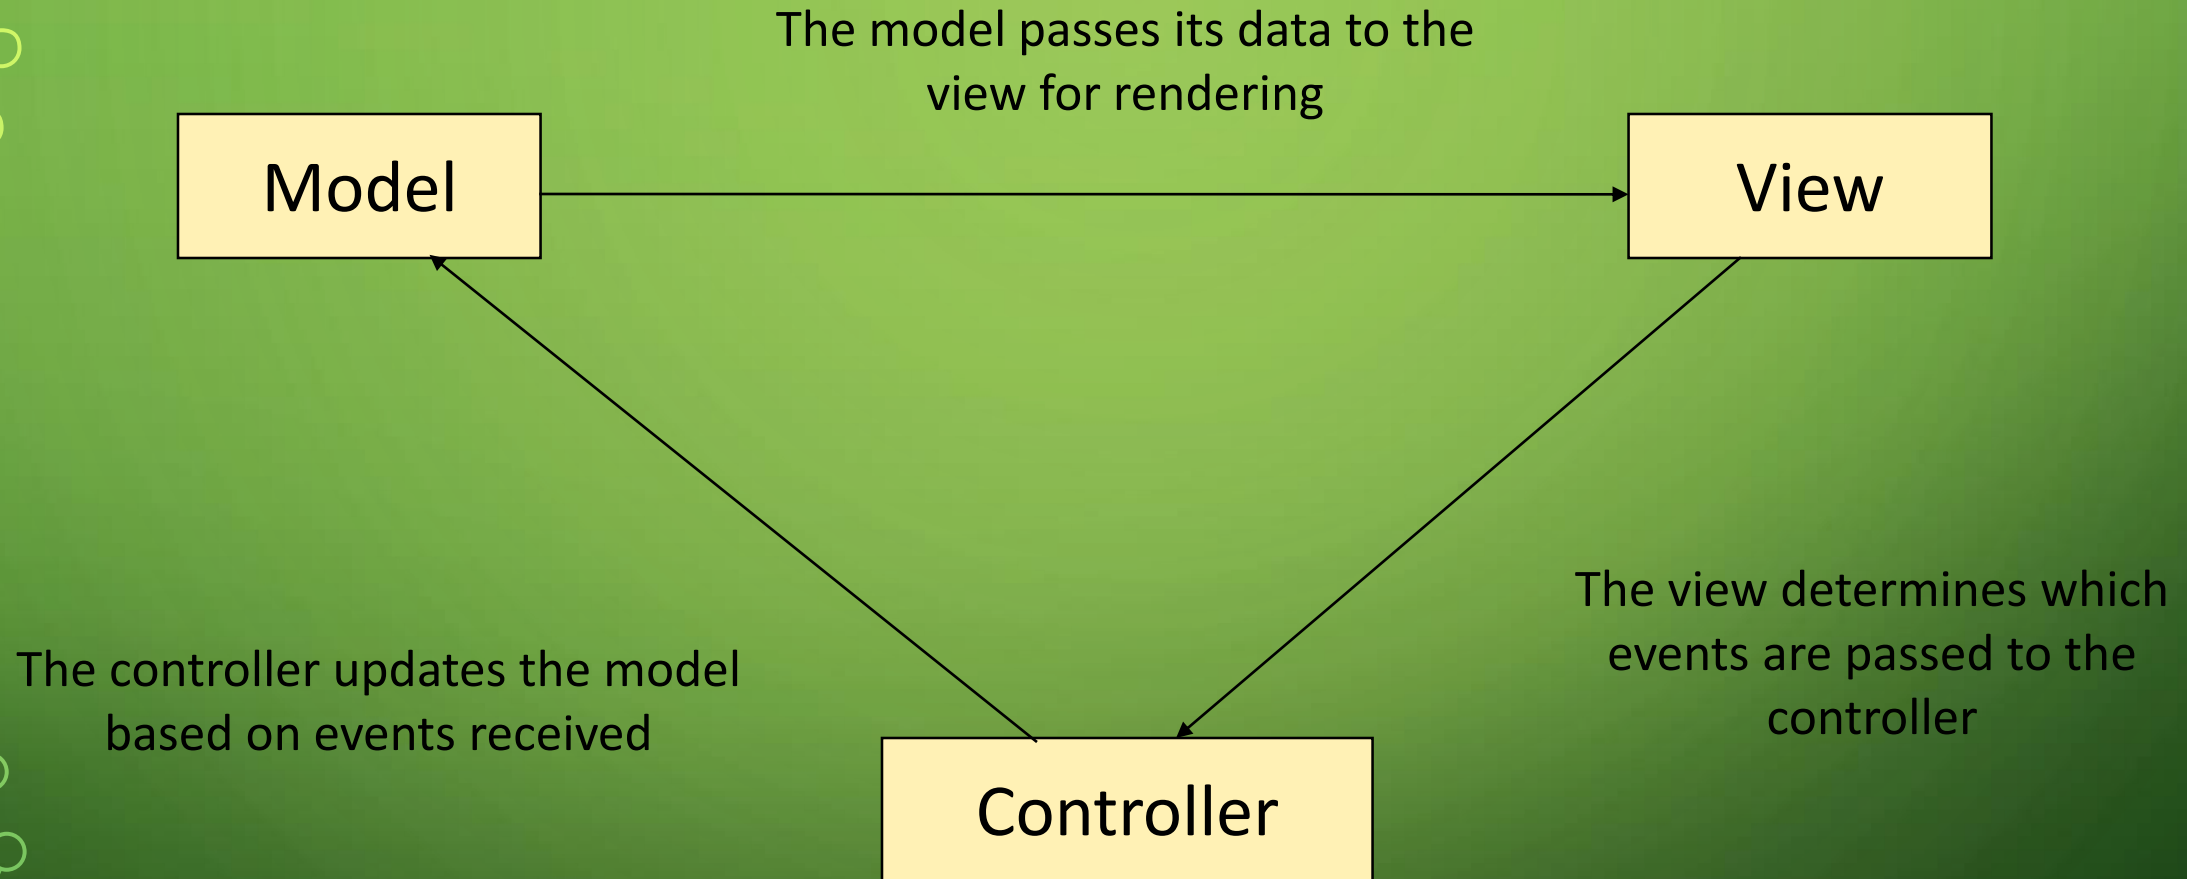 The model passes its data to the
view for rendering
Model
View
The view determines which
events are passed to the
controller
The controller updates the model
based on events received
Controller